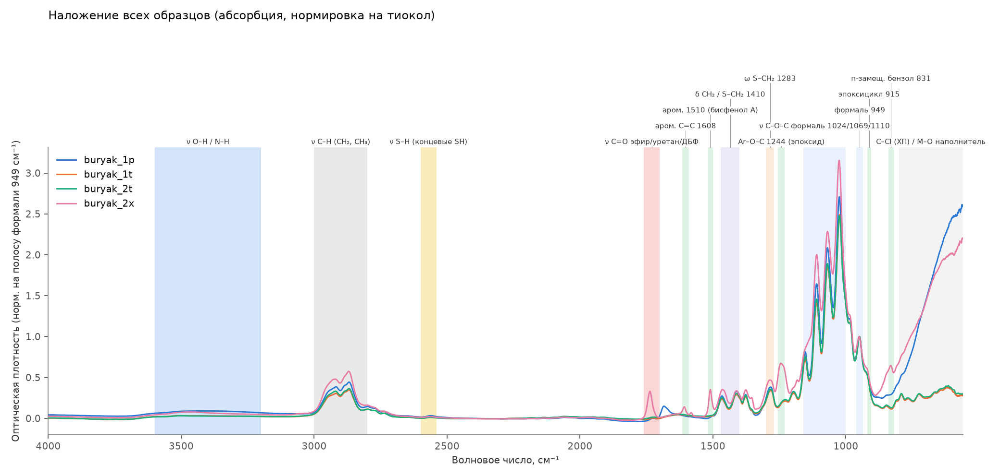 Наложение всех образцов (абсорбция, нормировка на тиокол)
ω S–CH₂ 1283
п-замещ. бензол 831
δ CH₂ / S–CH₂ 1410
эпоксицикл 915
аром. 1510 (бисфенол А)
формаль 949
аром. C=C 1608
ν C–O–C формаль 1024/1069/1110
ν O–H / N–H
ν C–H (CH₂, CH₃)
ν S–H (концевые SH)
ν C=O эфир/уретан/ДБФ
Ar–O–C 1244 (эпоксид)
C–Cl (ХП) / М–О наполнитель
buryak_1p
buryak_1t
buryak_2t
buryak_2x
Оптическая плотность (норм. на полосу формали 949 см⁻¹)
3.0
2.5
2.0
1.5
1.0
0.5
0.0
4000
3500
3000
2500
2000
1500
1000
Волновое число, см⁻¹